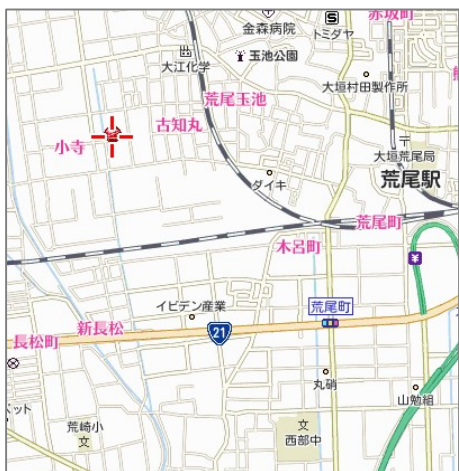 赤坂町
金森病院
トミダヤ
玉池公園
大江化学
大垣村田製作所
荒尾玉池
古知丸
小寺
大垣荒尾局
ダイキ
荒尾駅
荒尾町
木呂町
イビデン産業
荒尾町
新長松
21
長松町
丸硝
山勉組
荒崎小
文
文
西部中